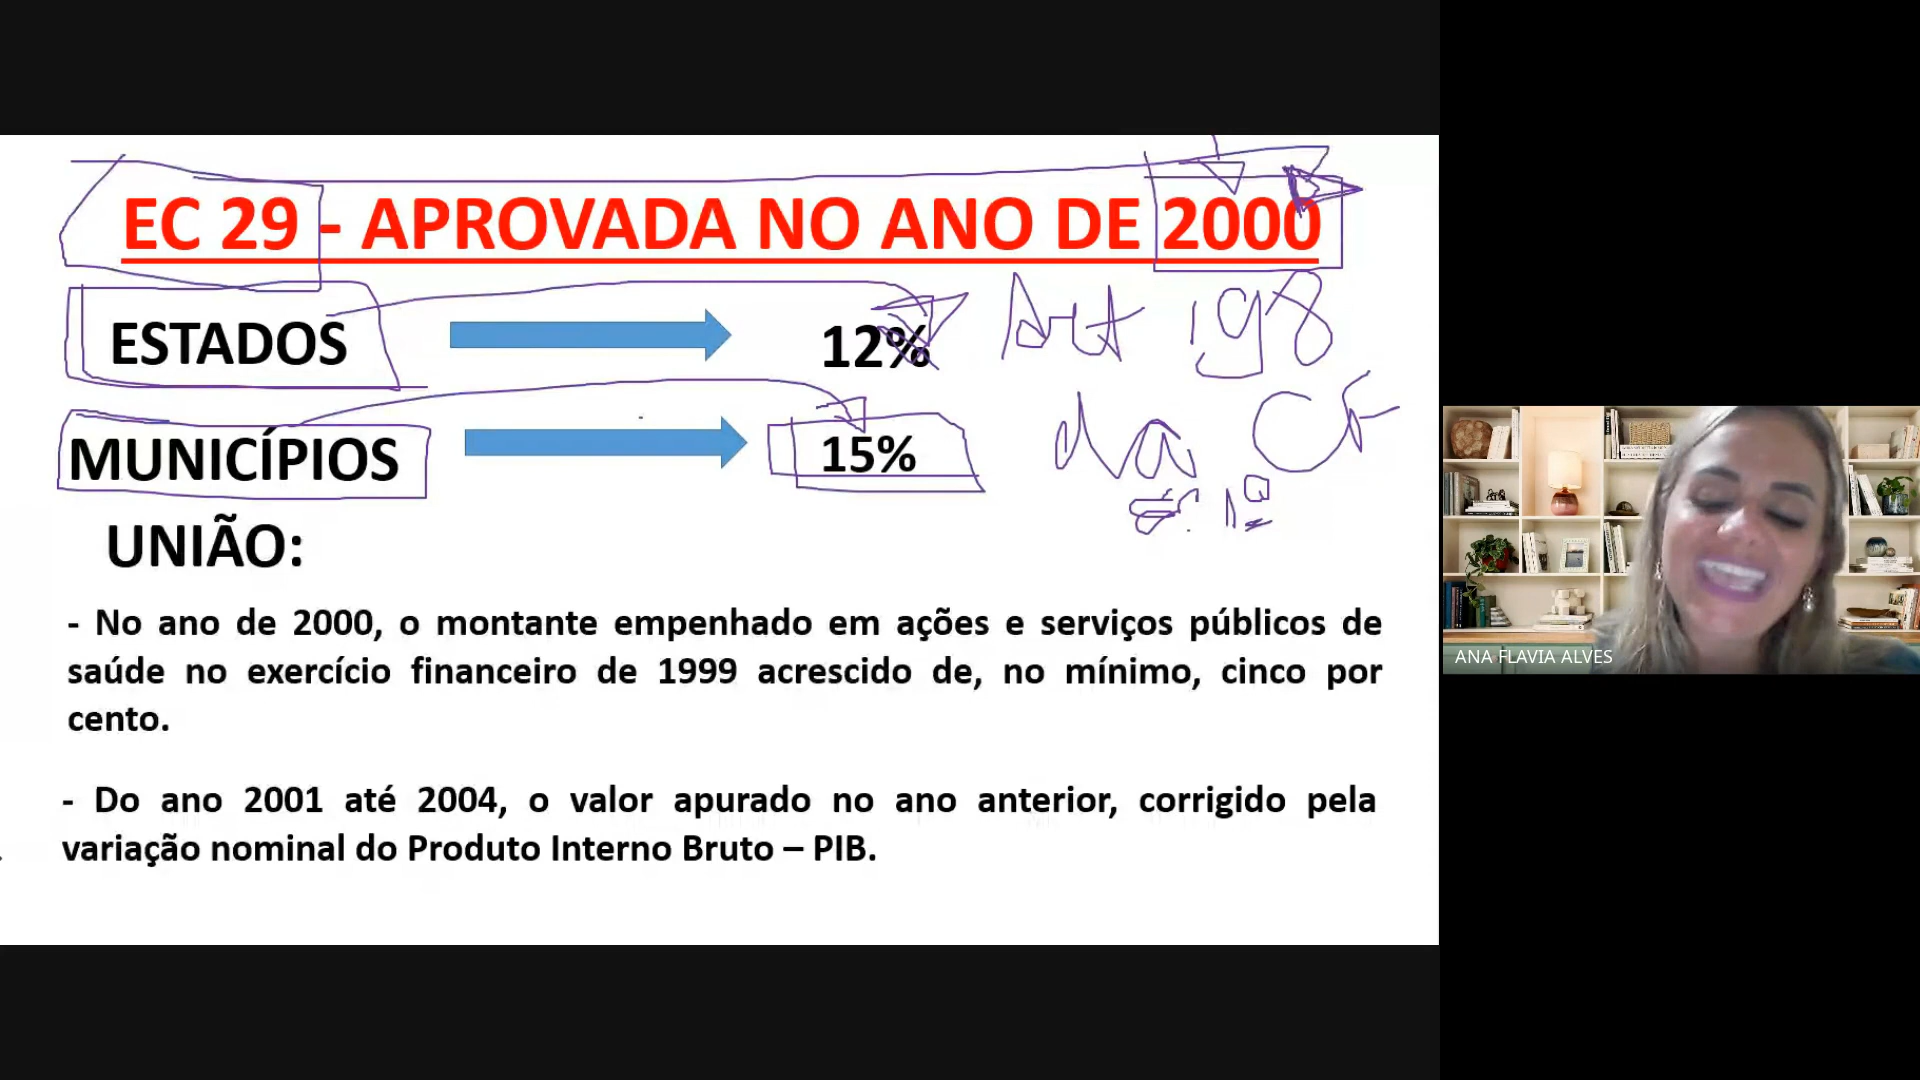 EC 29 - APROVADA NO ANO DE 2000
ESTADOS 12% Art 198
MUNICÍPIOS 15% da CF
UNIÃO:
- No ano de 2000, o montante empenhado em ações e serviços públicos de
saúde no exercício financeiro de 1999 acrescido de, no mínimo, cinco por
cento.
- Do ano 2001 até 2004, o valor apurado no ano anterior, corrigido pela
variação nominal do Produto Interno Bruto – PIB.
ANA FLAVIA ALVES